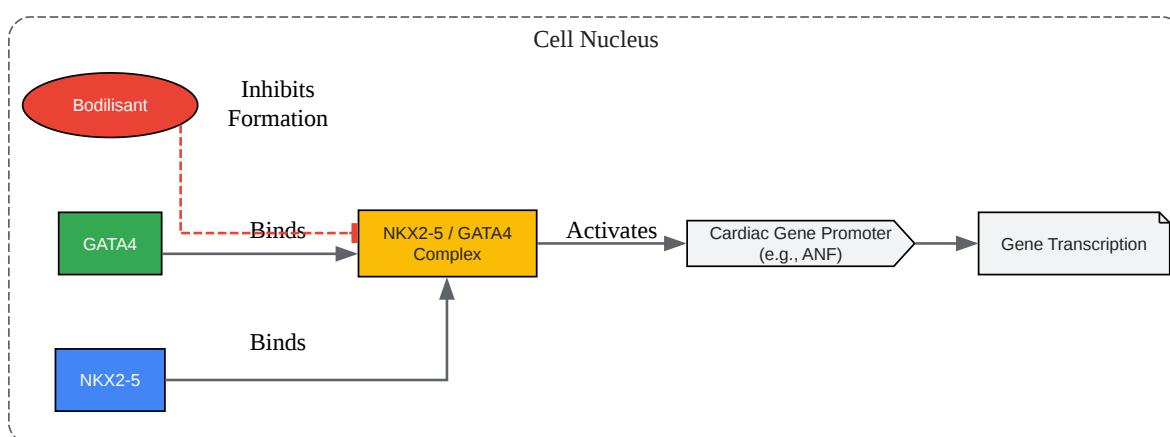 Cell Nucleus
Bodilisant
Inhibits
Formation
GATA4
Binds
NKX2-5 / GATA4
Complex
Activates
Cardiac Gene Promoter
(e.g., ANF)
Gene Transcription
Binds
NKX2-5